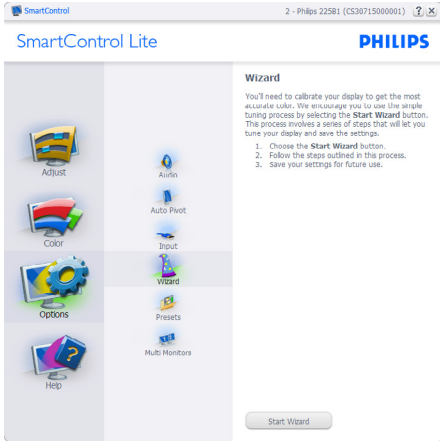 SmartControl
2 - Philips 225B1 (CS30715000001)
SmartControl Lite
PHILIPS
Adjust
Color
Options
Help
Audio
Auto Pivot
Input
Wizard
Presets
Multi Monitors
Wizard
You'll need to calibrate your display to get the most
accurate color. We encourage you to use the simple
tuning process by selecting the Start Wizard button.
This process involves a series of steps that will let you
tune your display and save the settings.
1. Choose the Start Wizard button.
2. Follow the steps outlined in this process.
3. Save your settings for future use.
Start Wizard